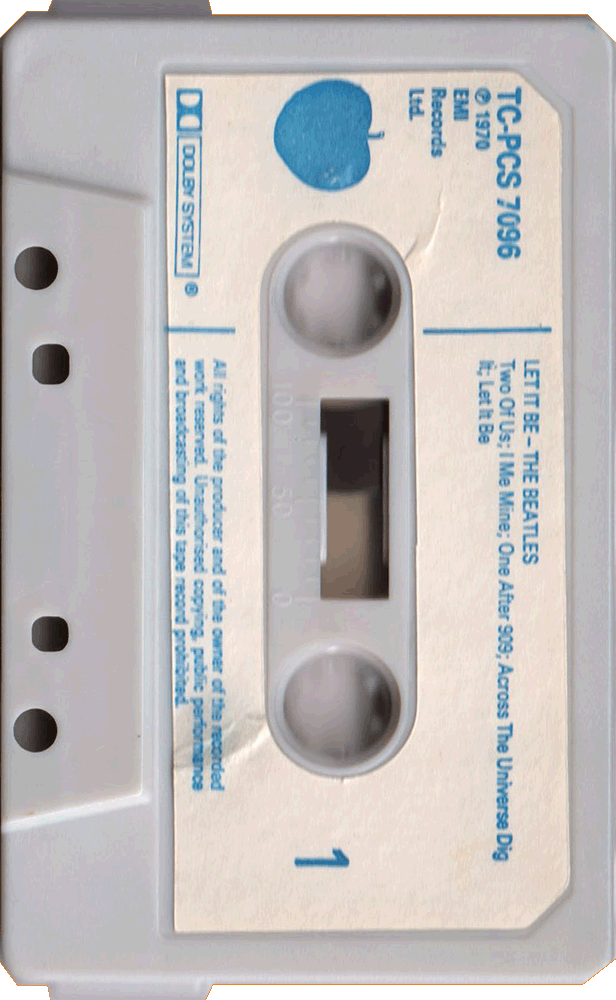 TC-PCS 7096
℗ 1970
EMI
Records
Ltd.
LET IT BE – THE BEATLES
Two Of Us; I Me Mine; One After 909; Across The Universe Dig
It; Let It Be
100 50 0
1
DOLBY SYSTEM ®
All rights of the producer and of the owner of the recorded
work reserved. Unauthorised copying, public performance
and broadcasting of this tape record prohibited.